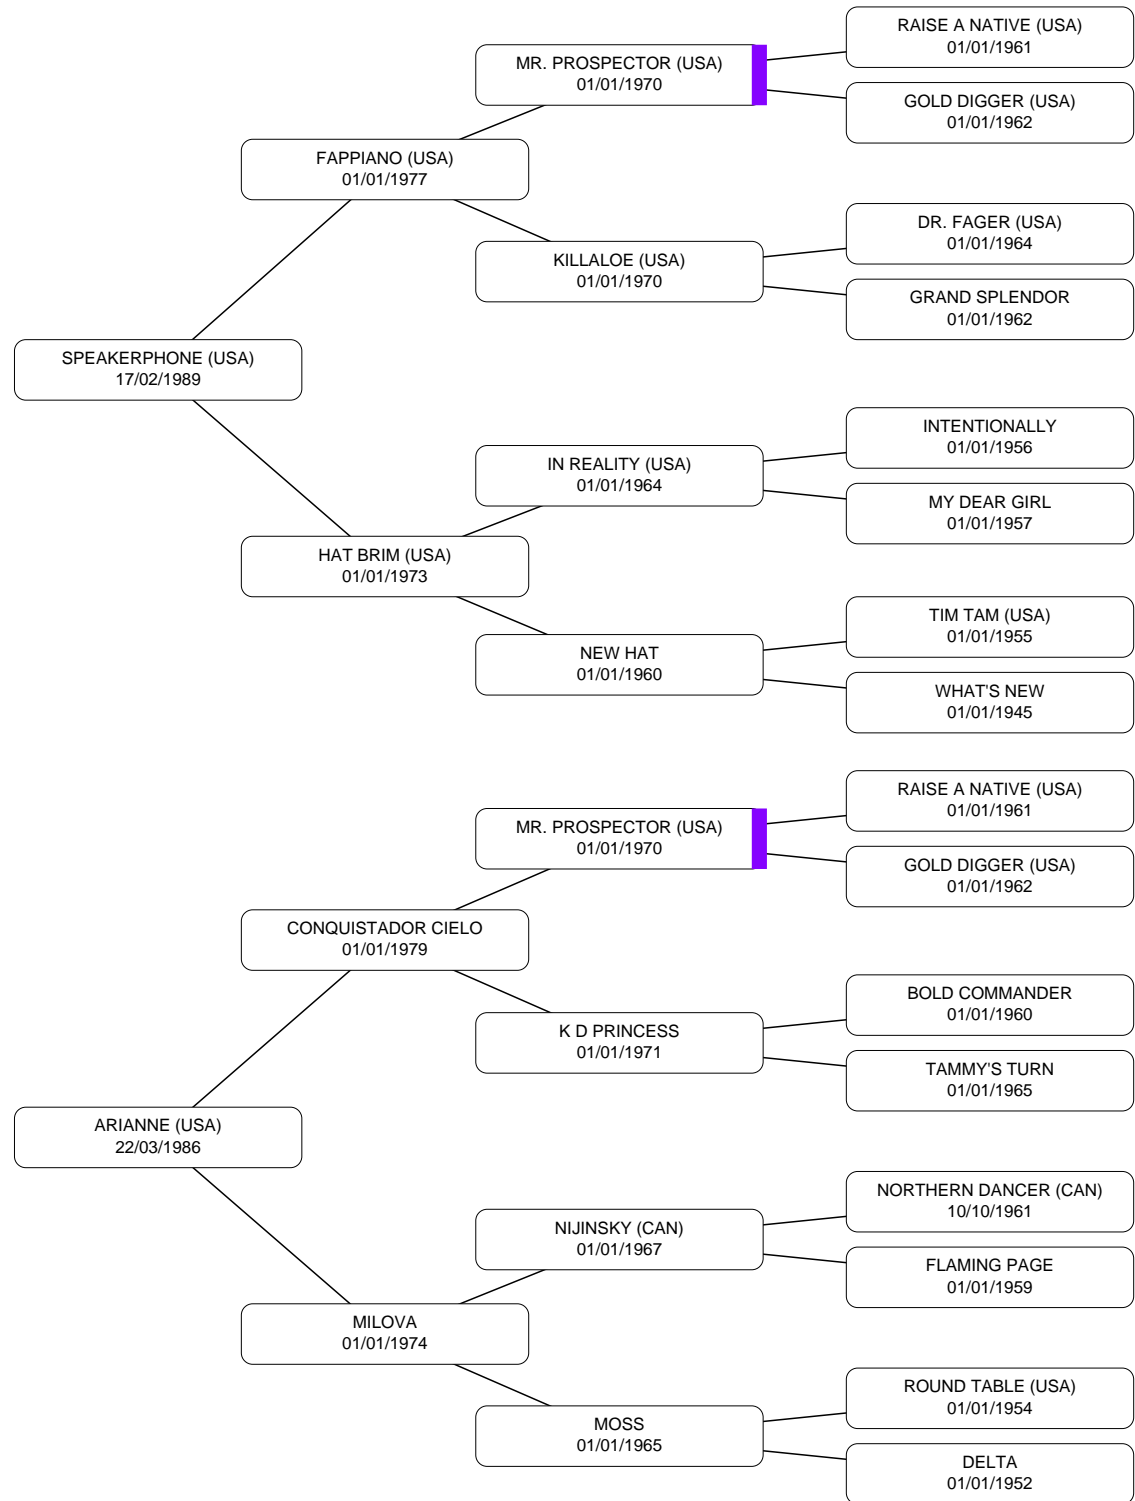 RAISE A NATIVE (USA)
01/01/1961
MR. PROSPECTOR (USA)
01/01/1970
GOLD DIGGER (USA)
01/01/1962
FAPPIANO (USA)
01/01/1977
DR. FAGER (USA)
01/01/1964
KILLALOE (USA)
01/01/1970
GRAND SPLENDOR
01/01/1962
SPEAKERPHONE (USA)
17/02/1989
INTENTIONALLY
01/01/1956
IN REALITY (USA)
01/01/1964
MY DEAR GIRL
01/01/1957
HAT BRIM (USA)
01/01/1973
TIM TAM (USA)
01/01/1955
NEW HAT
01/01/1960
WHAT'S NEW
01/01/1945
RAISE A NATIVE (USA)
01/01/1961
MR. PROSPECTOR (USA)
01/01/1970
GOLD DIGGER (USA)
01/01/1962
CONQUISTADOR CIELO
01/01/1979
BOLD COMMANDER
01/01/1960
K D PRINCESS
01/01/1971
TAMMY'S TURN
01/01/1965
ARIANNE (USA)
22/03/1986
NORTHERN DANCER (CAN)
10/10/1961
NIJINSKY (CAN)
01/01/1967
FLAMING PAGE
01/01/1959
MILOVA
01/01/1974
ROUND TABLE (USA)
01/01/1954
MOSS
01/01/1965
DELTA
01/01/1952